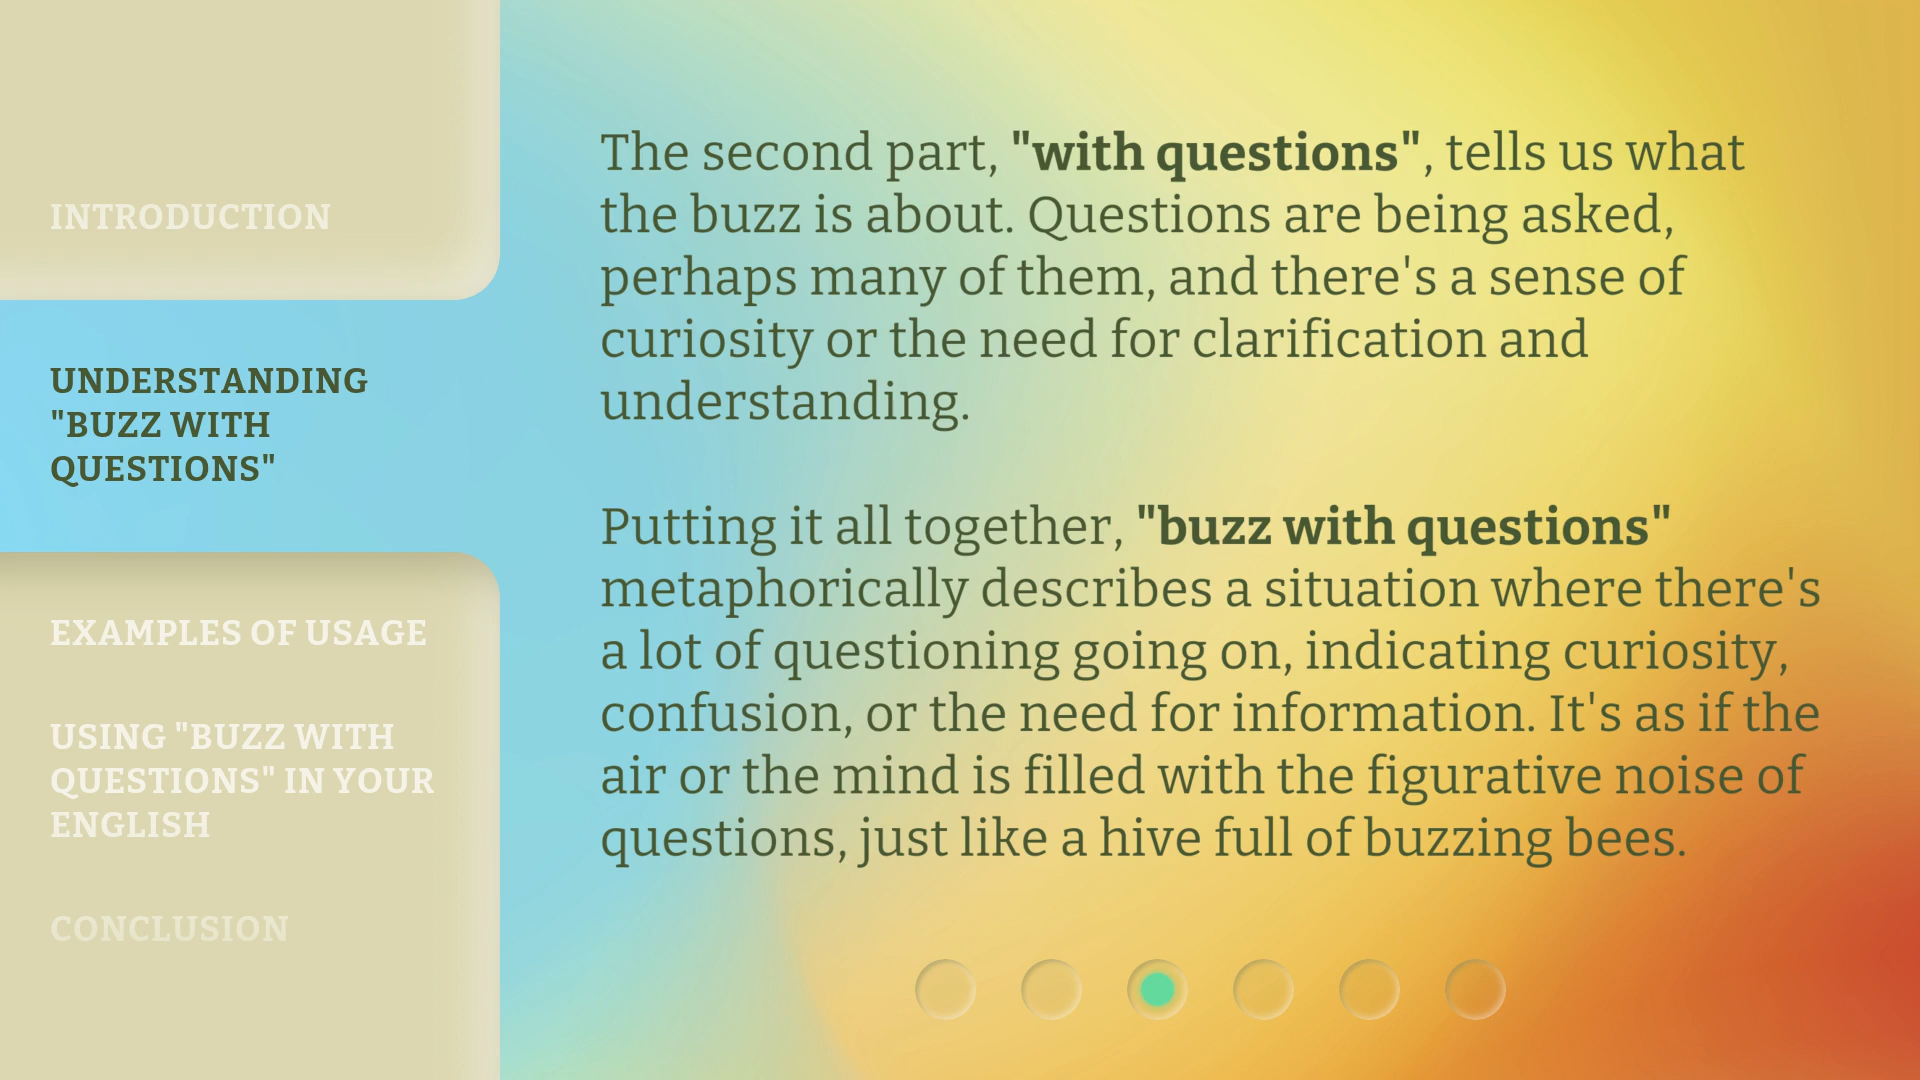 INTRODUCTION
UNDERSTANDING
"BUZZ WITH
QUESTIONS"
EXAMPLES OF USAGE
USING "BUZZ WITH
QUESTIONS" IN YOUR
ENGLISH
CONCLUSION
The second part, "with questions", tells us what
the buzz is about. Questions are being asked,
perhaps many of them, and there's a sense of
curiosity or the need for clarification and
understanding.
Putting it all together, "buzz with questions"
metaphorically describes a situation where there's
a lot of questioning going on, indicating curiosity,
confusion, or the need for information. It's as if the
air or the mind is filled with the figurative noise of
questions, just like a hive full of buzzing bees.